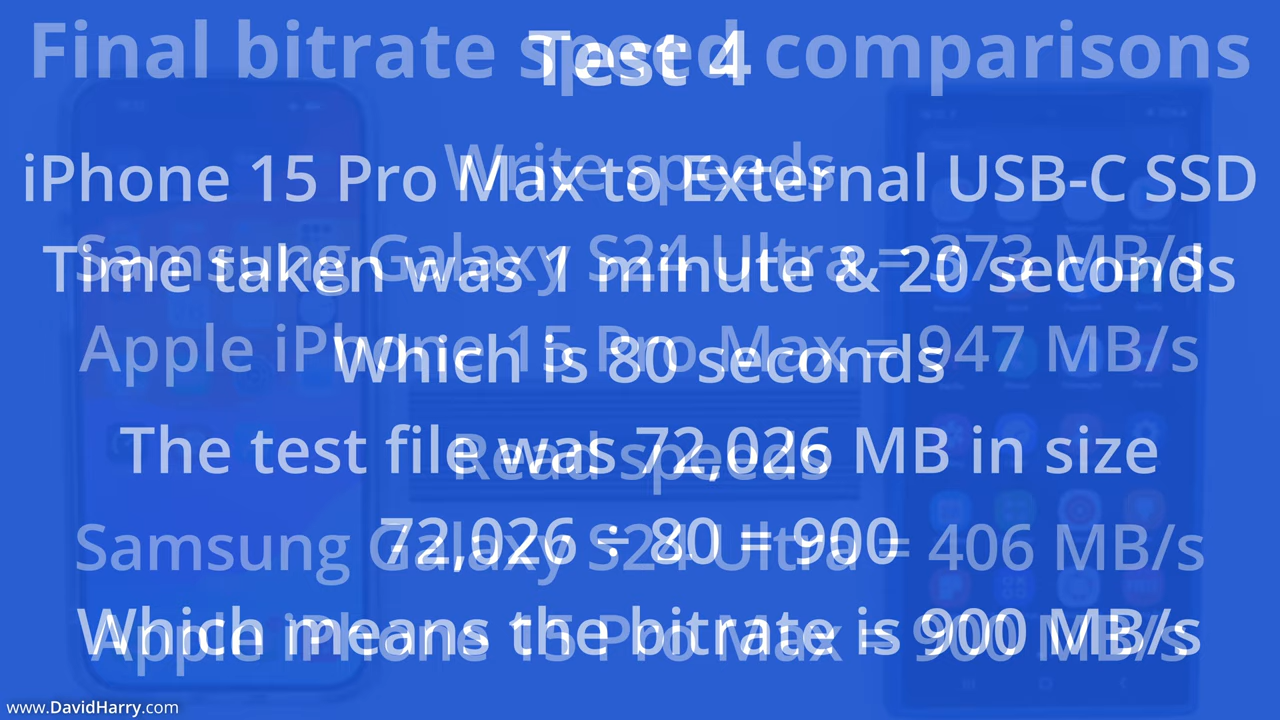 Final bitrate speed comparisons
Test 4
Write speeds
iPhone 15 Pro Max to External USB-C SSD
Samsung Galaxy S24 Ultra = 373 MB/s
Time taken was 1 minute & 20 seconds
Apple iPhone 15 Pro Max = 947 MB/s
Which is 80 seconds
Read speeds
The test file was 72,026 MB in size
Samsung Galaxy S24 Ultra = 406 MB/s
72,026 ÷ 80 = 900
Apple iPhone 15 Pro Max = 900 MB/s
Which means the bitrate is 900 MB/s
www.DavidHarry.com